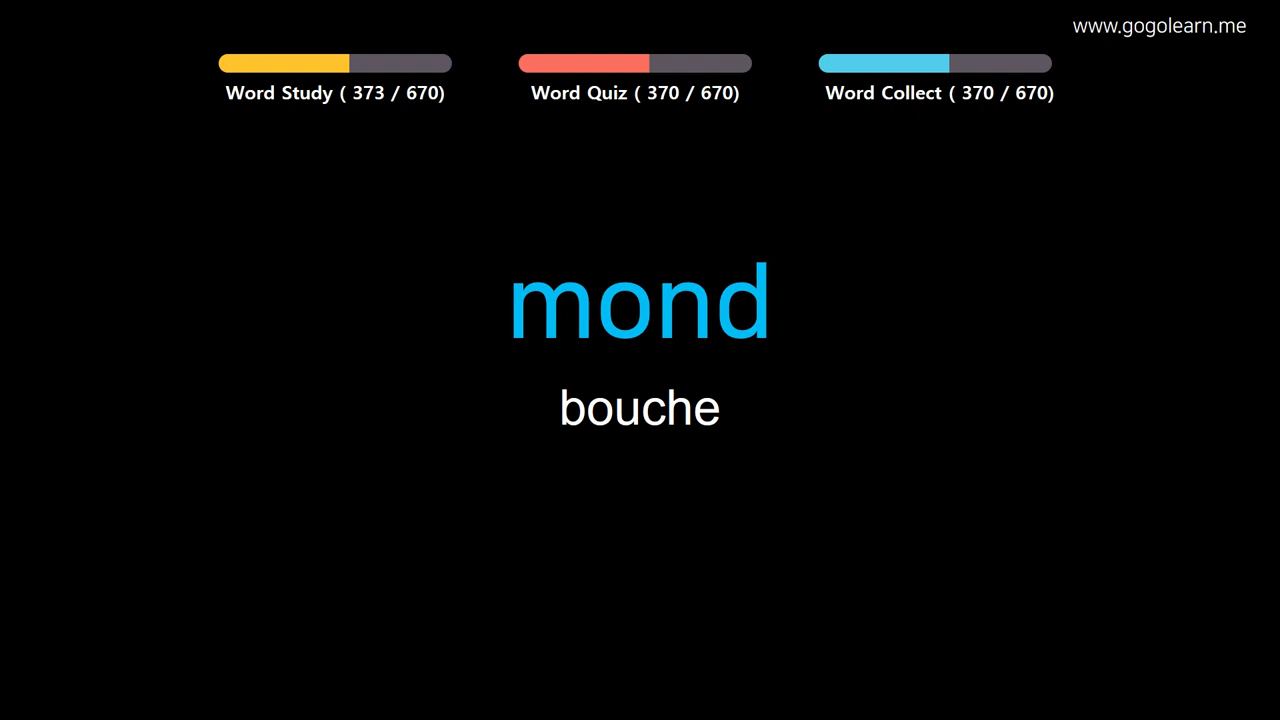 www.gogolearn.me
Word Study ( 373 / 670)
Word Quiz ( 370 / 670)
Word Collect ( 370 / 670)
mond
bouche